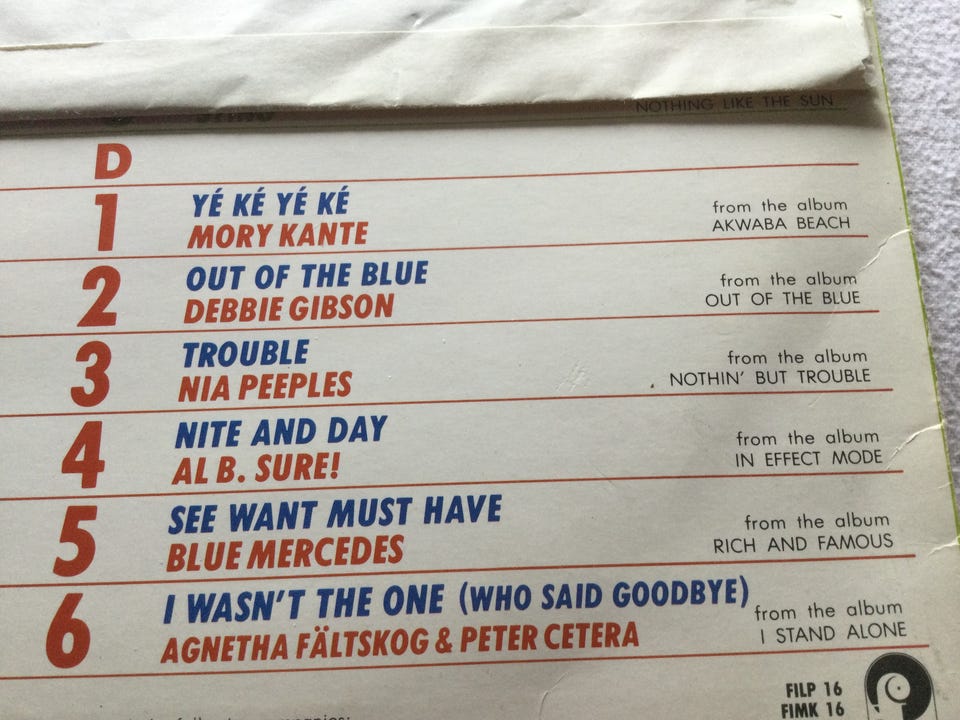 NOTHING LIKE THE SUN
D
1 YÉ KÉ YÉ KÉ
MORY KANTE
from the album
AKWABA BEACH
2 OUT OF THE BLUE
DEBBIE GIBSON
from the album
OUT OF THE BLUE
3 TROUBLE
NIA PEEPLES
from the album
NOTHIN' BUT TROUBLE
4 NITE AND DAY
AL B. SURE!
from the album
IN EFFECT MODE
5 SEE WANT MUST HAVE
BLUE MERCEDES
from the album
RICH AND FAMOUS
6 I WASN'T THE ONE (WHO SAID GOODBYE)
AGNETHA FÄLTSKOG & PETER CETERA
from the album
I STAND ALONE
FILP 16
FIMK 16